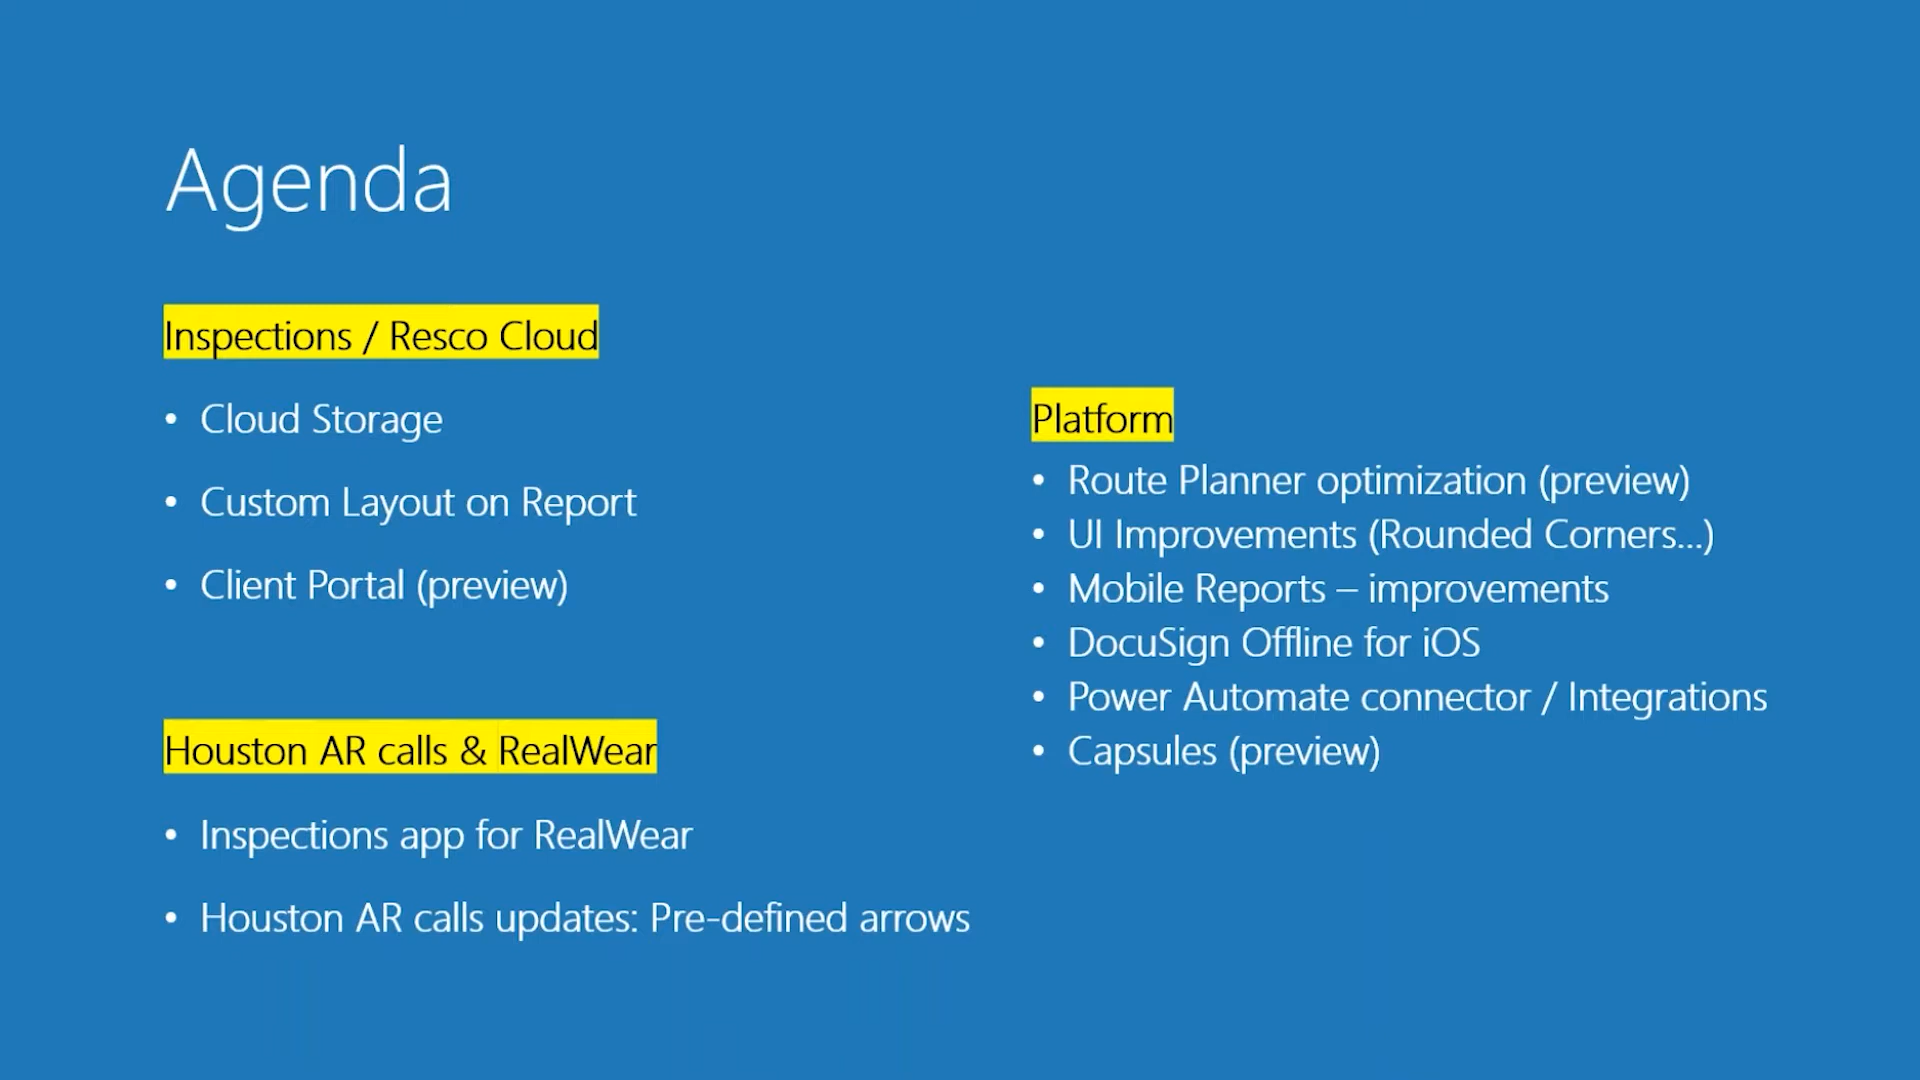 Agenda
Inspections / Resco Cloud
• Cloud Storage
• Custom Layout on Report
• Client Portal (preview)
Houston AR calls & RealWear
• Inspections app for RealWear
• Houston AR calls updates: Pre-defined arrows
Platform
• Route Planner optimization (preview)
• UI Improvements (Rounded Corners...)
• Mobile Reports – improvements
• DocuSign Offline for iOS
• Power Automate connector / Integrations
• Capsules (preview)